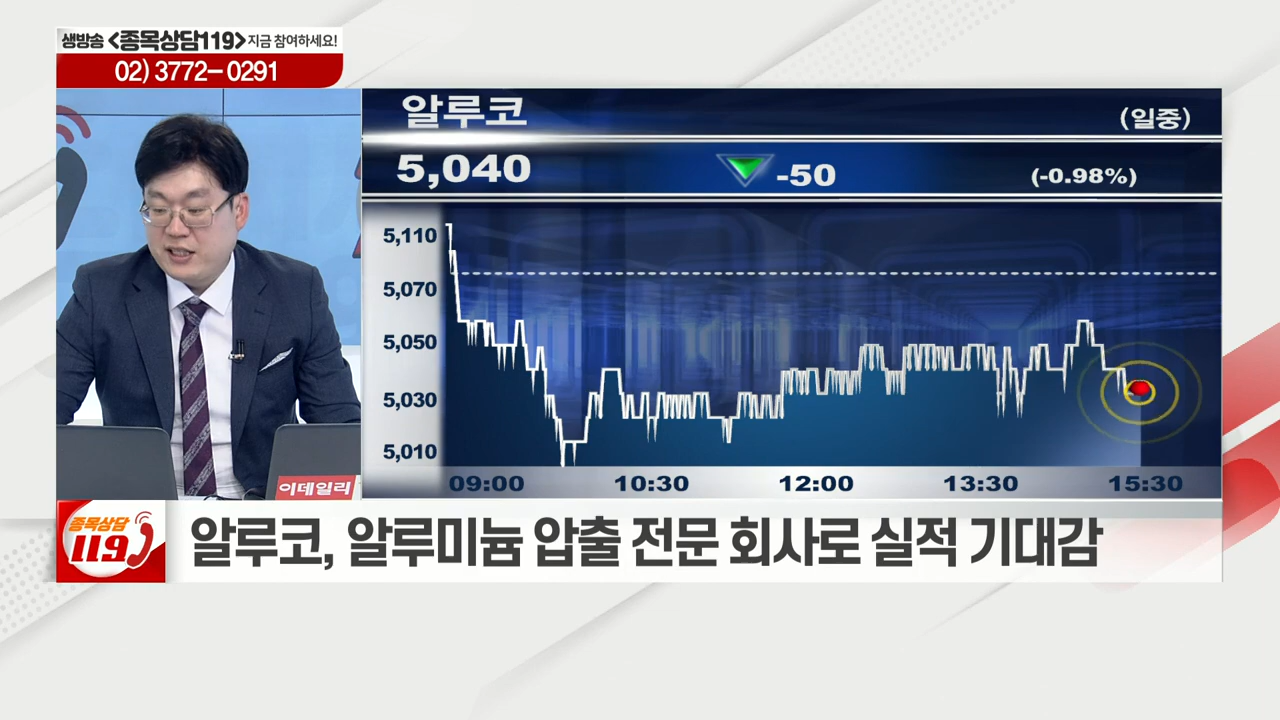 생방송 <종목상담119> 지금 참여하세요!
02) 3772-0291
알루코
(일중)
5,040 -50 (-0.98%)
5,110
5,070
5,050
5,030
5,010
09:00 10:30 12:00 13:30 15:30
이데일리
종목상담
119
알루코, 알루미늄 압출 전문 회사로 실적 기대감